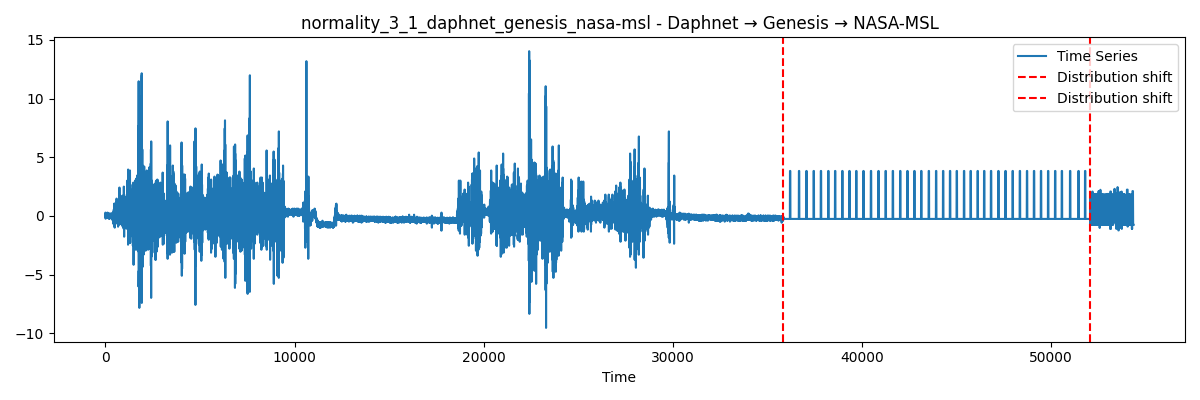 normality_3_1_daphnet_genesis_nasa-msl - Daphnet → Genesis → NASA-MSL
15
10
5
0
−5
−10
Time Series
Distribution shift
Distribution shift
0 10000 20000 30000 40000 50000
Time